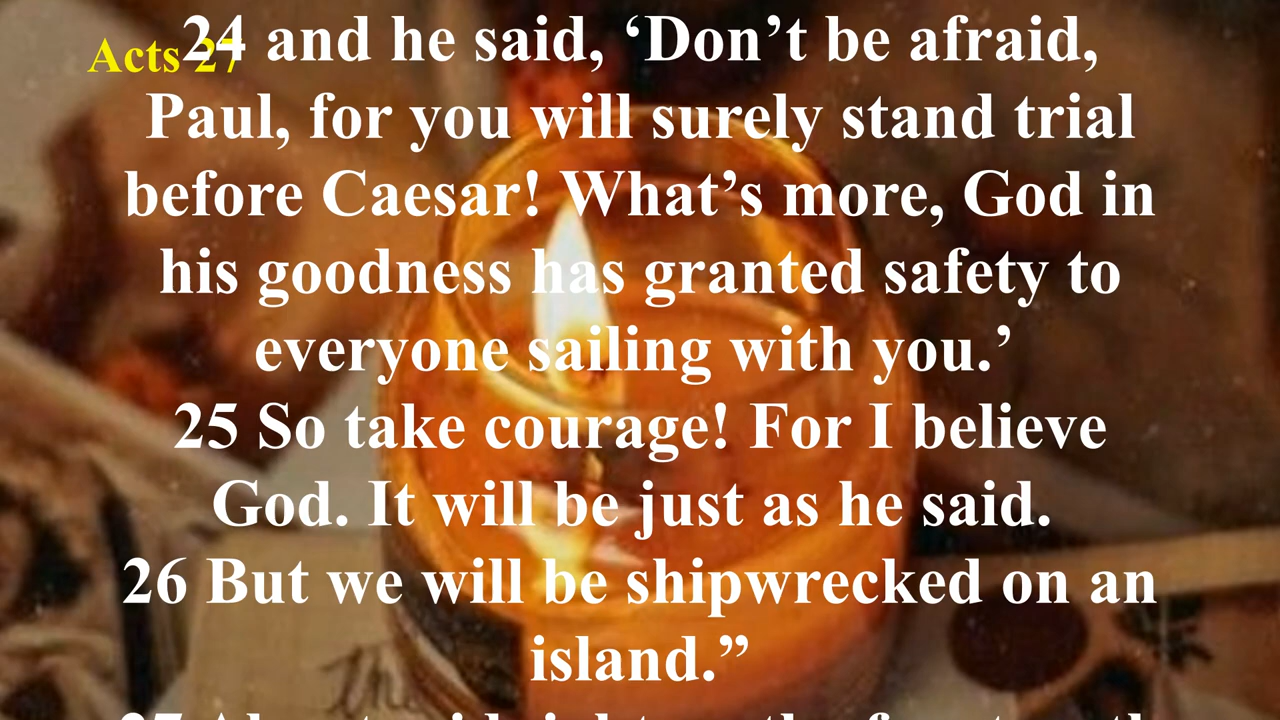 Acts 27
24 and he said, ‘Don’t be afraid,
Paul, for you will surely stand trial
before Caesar! What’s more, God in
his goodness has granted safety to
everyone sailing with you.’
25 So take courage! For I believe
God. It will be just as he said.
26 But we will be shipwrecked on an
island.”